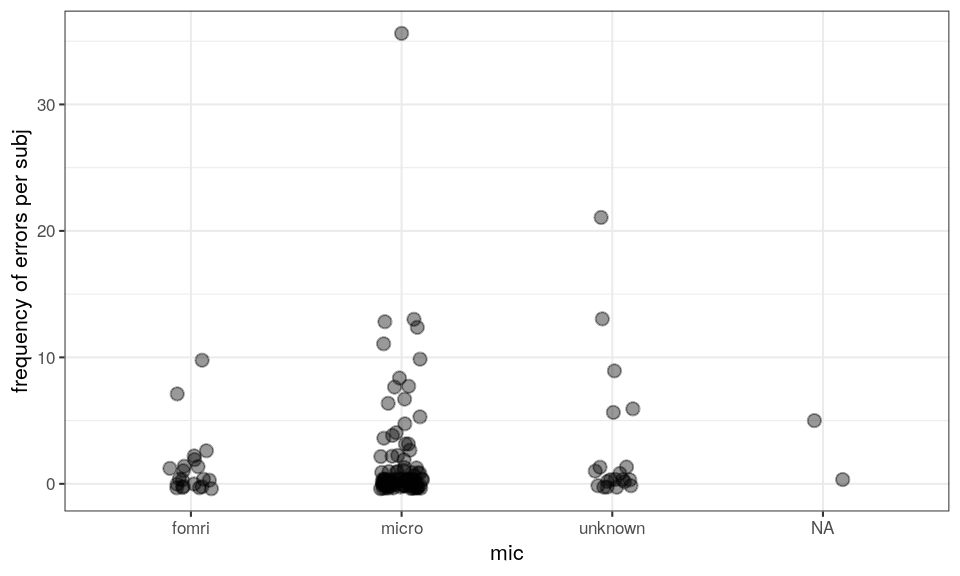 frequency of errors per subj
30
20
10
0
fomri
micro
unknown
NA
mic